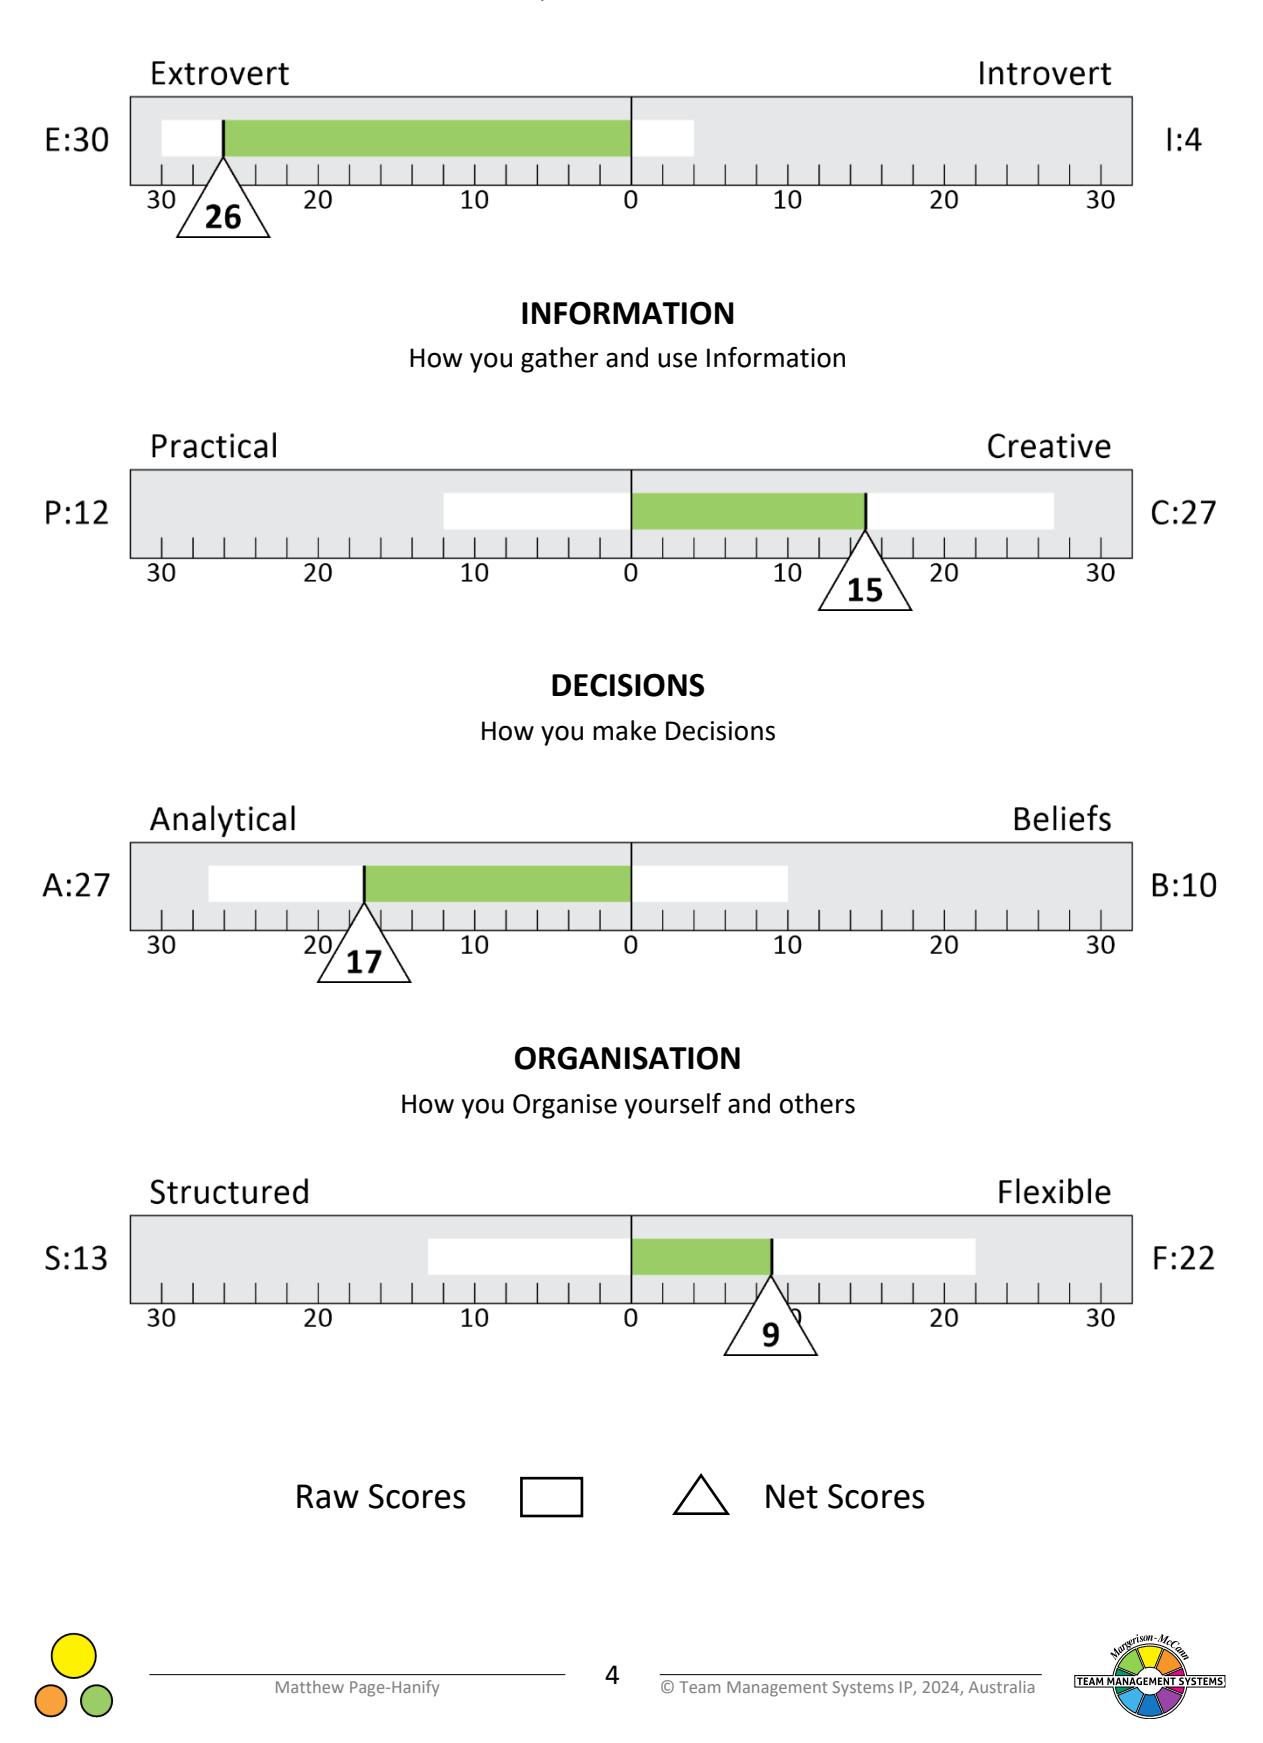 Extrovert Introvert
E:30 I:4
30 20 10 0 10 20 30
26
INFORMATION
How you gather and use Information
Practical Creative
P:12 C:27
30 20 10 0 10 20 30
15
DECISIONS
How you make Decisions
Analytical Beliefs
A:27 B:10
30 20 10 0 10 20 30
17
ORGANISATION
How you Organise yourself and others
Structured Flexible
S:13 F:22
30 20 10 0 20 30
9
Raw Scores Net Scores
Margerison-McCann
TEAM MANAGEMENT SYSTEMS
4
Matthew Page-Hanify © Team Management Systems IP, 2024, Australia